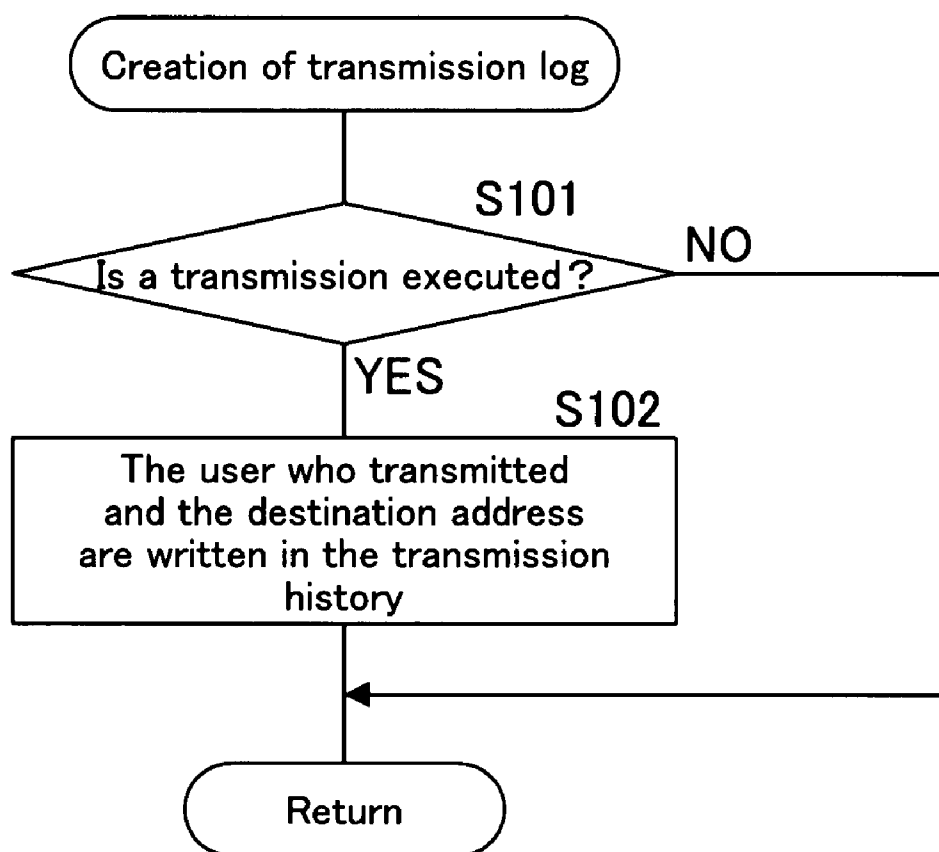 Creation of transmission log
S101
Is a transmission executed?
NO
YES
S102
The user who transmitted
and the destination address
are written in the transmission
history
Return